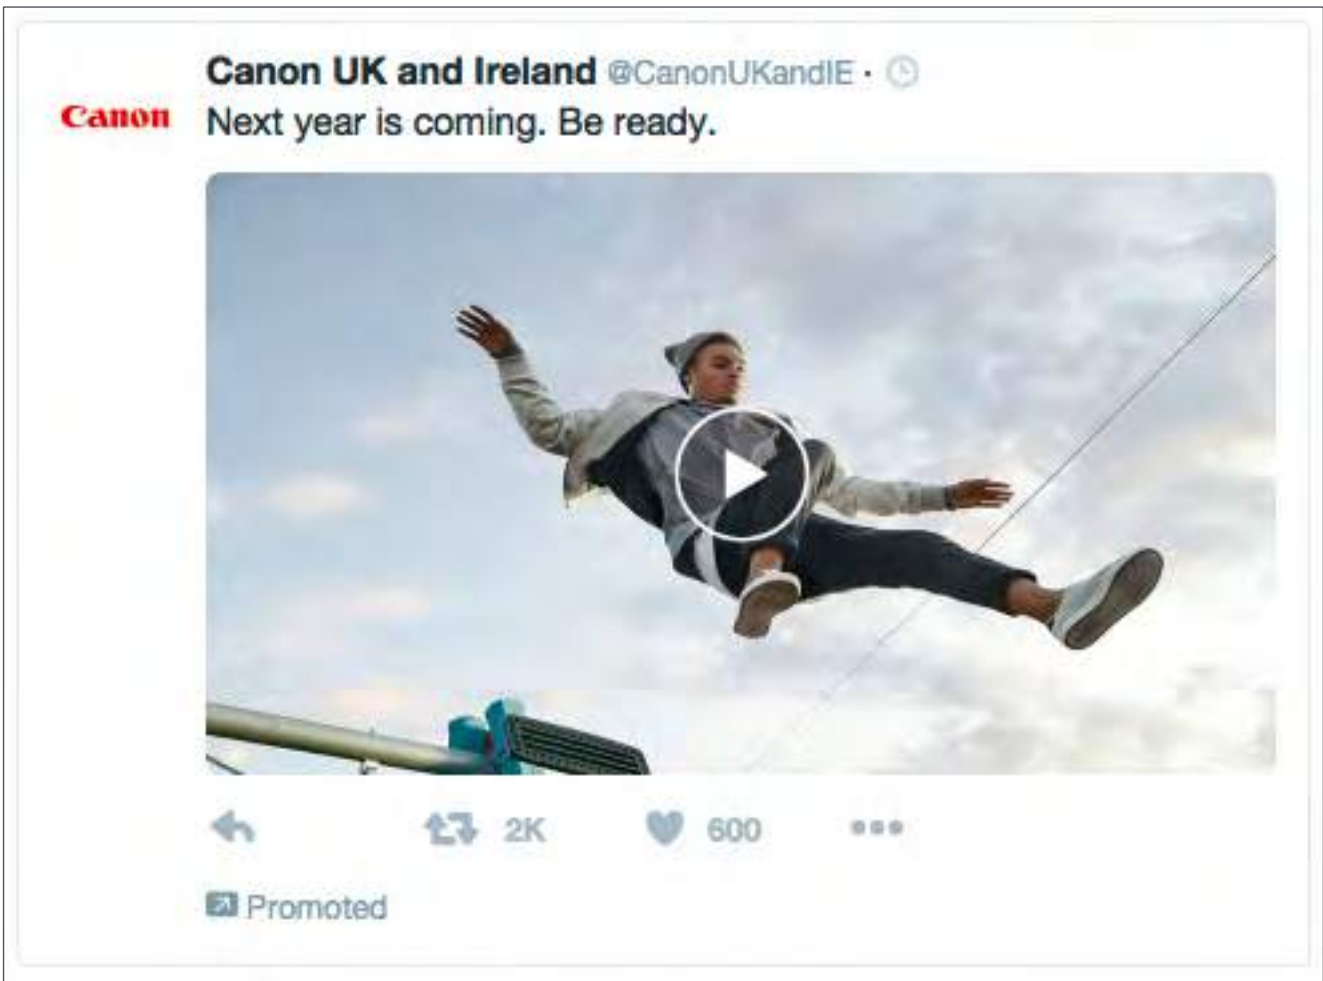 Canon UK and Ireland @CanonUKandIE ·
Canon
Next year is coming. Be ready.
2K 600
Promoted